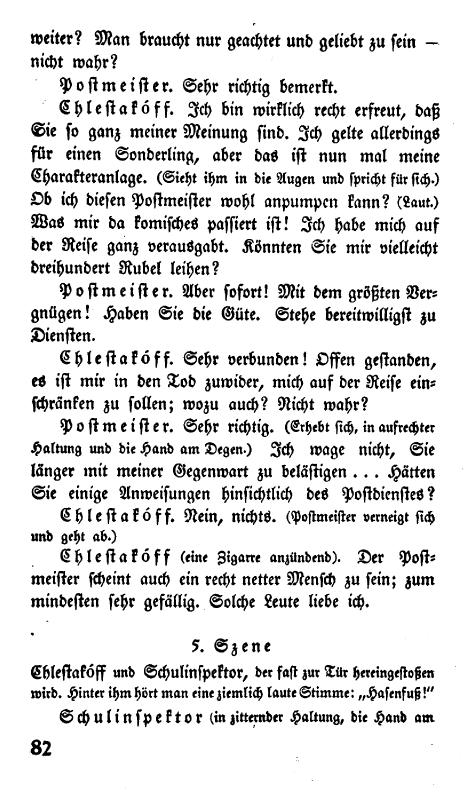 weiter? Man braucht nur geachtet und geliebt zu sein —
nicht wahr?
Postmeister. Sehr richtig bemerkt.
Chlestakóff. Ich bin wirklich recht erfreut, daß
Sie so ganz meiner Meinung sind. Ich gelte allerdings
für einen Sonderling, aber das ist nun mal meine
Charakteranlage. (Sieht ihm in die Augen und spricht für sich.)
Ob ich diesen Postmeister wohl anpumpen kann? (Laut.)
Was mir da komisches passiert ist! Ich habe mich auf
der Reise ganz verausgabt. Könnten Sie mir vielleicht
dreihundert Rubel leihen?
Postmeister. Aber sofort! Mit dem größten Ver-
gnügen! Haben Sie die Güte. Stehe bereitwilligst zu
Diensten.
Chlestakóff. Sehr verbunden! Offen gestanden,
es ist mir in den Tod zuwider, mich auf der Reise ein-
schränken zu sollen; wozu auch? Nicht wahr?
Postmeister. Sehr richtig. (Erhebt sich, in aufrechter
Haltung und die Hand am Degen.) Ich wage nicht, Sie
länger mit meiner Gegenwart zu belästigen ... Hätten
Sie einige Anweisungen hinsichtlich des Postdienstes?
Chlestakóff. Nein, nichts. (Postmeister verneigt sich
und geht ab.)
Chlestakóff (eine Zigarre anzündend). Der Post-
meister scheint auch ein recht netter Mensch zu sein; zum
mindesten sehr gefällig. Solche Leute liebe ich.
5. Szene
Chlestakóff und Schulinspektor, der fast zur Tür hereingestoßen
wird. Hinter ihm hört man eine ziemlich laute Stimme: „Hasenfuß!"
Schulinspektor (in zitternder Haltung, die Hand am
82